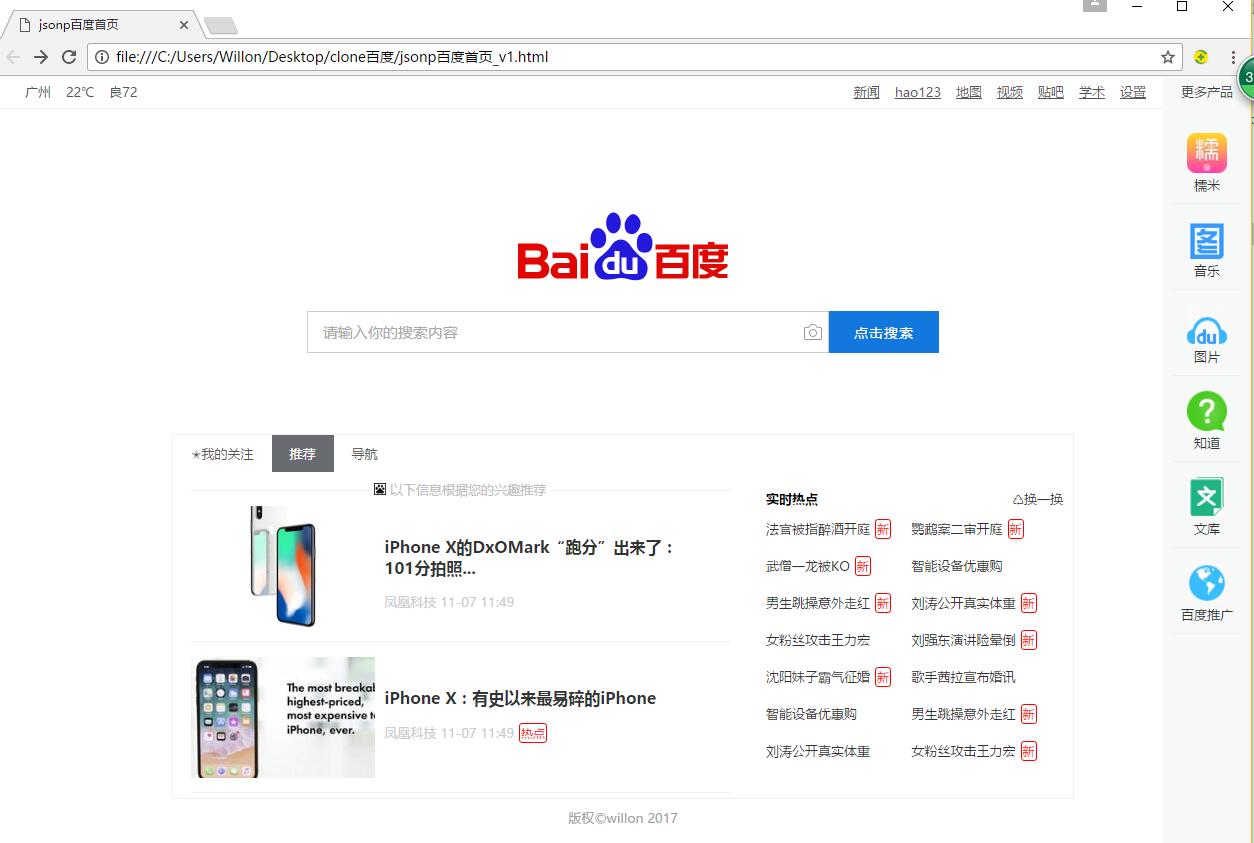 jsonp百度首页
file:///C:/Users/Willon/Desktop/clone百度/jsonp百度首页_v1.html
广州 22℃ 良72
新闻 hao123 地图 视频 贴吧 学术 设置 更多产品
3
糯
糯米
音乐
Bai du 百度
请输入你的搜索内容 点击搜索
du
图片
?
知道
文
文库
百度推广
★我的关注 推荐 导航
以下信息根据您的兴趣推荐
iPhone X的DxOMark“跑分”出来了：
101分拍照...
凤凰科技 11-07 11:49
The most breakab
highest-priced,
most expensive t
iPhone, ever.
iPhone X：有史以来最易碎的iPhone
凤凰科技 11-07 11:49 热点
实时热点 换一换
法官被指醉酒开庭 新 鹦鹉案二审开庭 新
武僧一龙被KO 新 智能设备优惠购
男生跳操意外走红 新 刘涛公开真实体重 新
女粉丝攻击王力宏 刘强东演讲险晕倒 新
沈阳妹子霸气征婚 新 歌手茜拉宣布婚讯
智能设备优惠购 男生跳操意外走红 新
刘涛公开真实体重 女粉丝攻击王力宏 新
版权©willon 2017